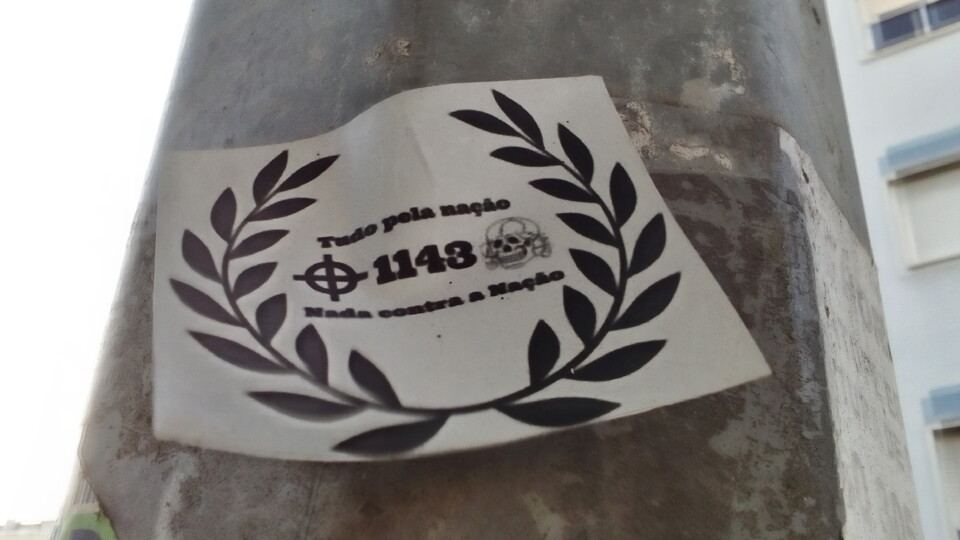 Tudo pela nação
1143
Nada contra a Nação